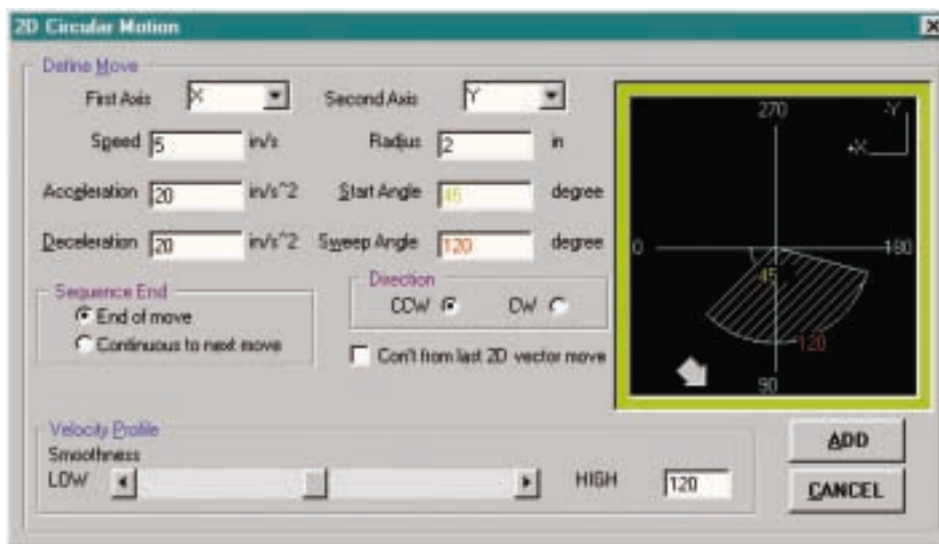 2D Circular Motion
Define Move
First Axis X Second Axis Y
Speed 5 in/s Radius 2 in
Acceleration 20 in/s^2 Start Angle 45 degree
Deceleration 20 in/s^2 Sweep Angle 120 degree
Sequence End
End of move
Continuous to next move
Direction
CCW CW
Con't from last 2D vector move
270 -Y
+X
0 180
45
120
90
Velocity Profile
Smoothness
LOW HIGH 120
ADD
CANCEL